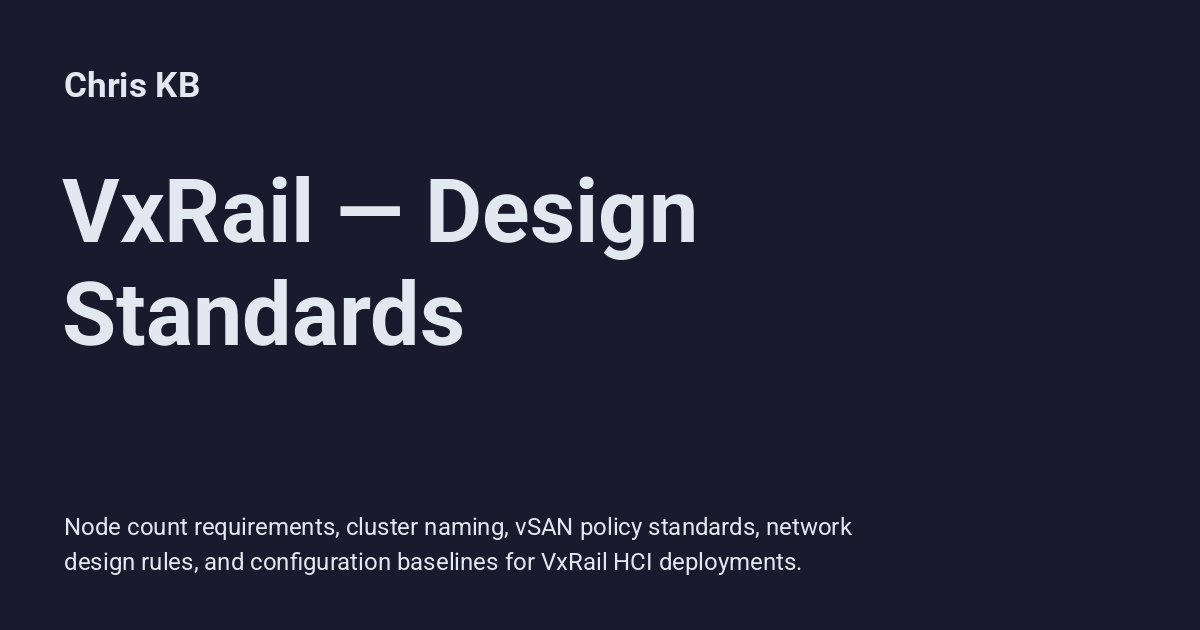 Chris KB
VxRail — Design
Standards
Node count requirements, cluster naming, vSAN policy standards, network
design rules, and configuration baselines for VxRail HCI deployments.